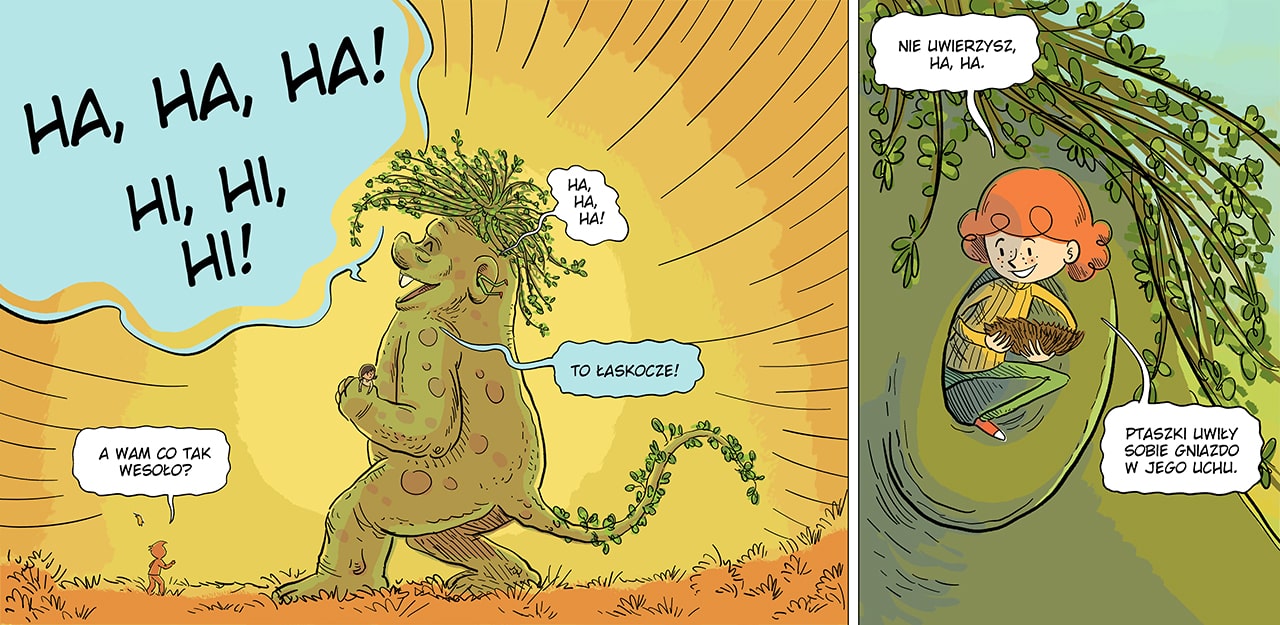 HA, HA, HA!
HI, HI,
HI!
HA,
HA,
HA!
TO ŁASKOCZE!
A WAM CO TAK
WESOŁO?
NIE UWIERZYSZ,
HA, HA.
PTASZKI UWIŁY
SOBIE GNIAZDO
W JEGO UCHU.